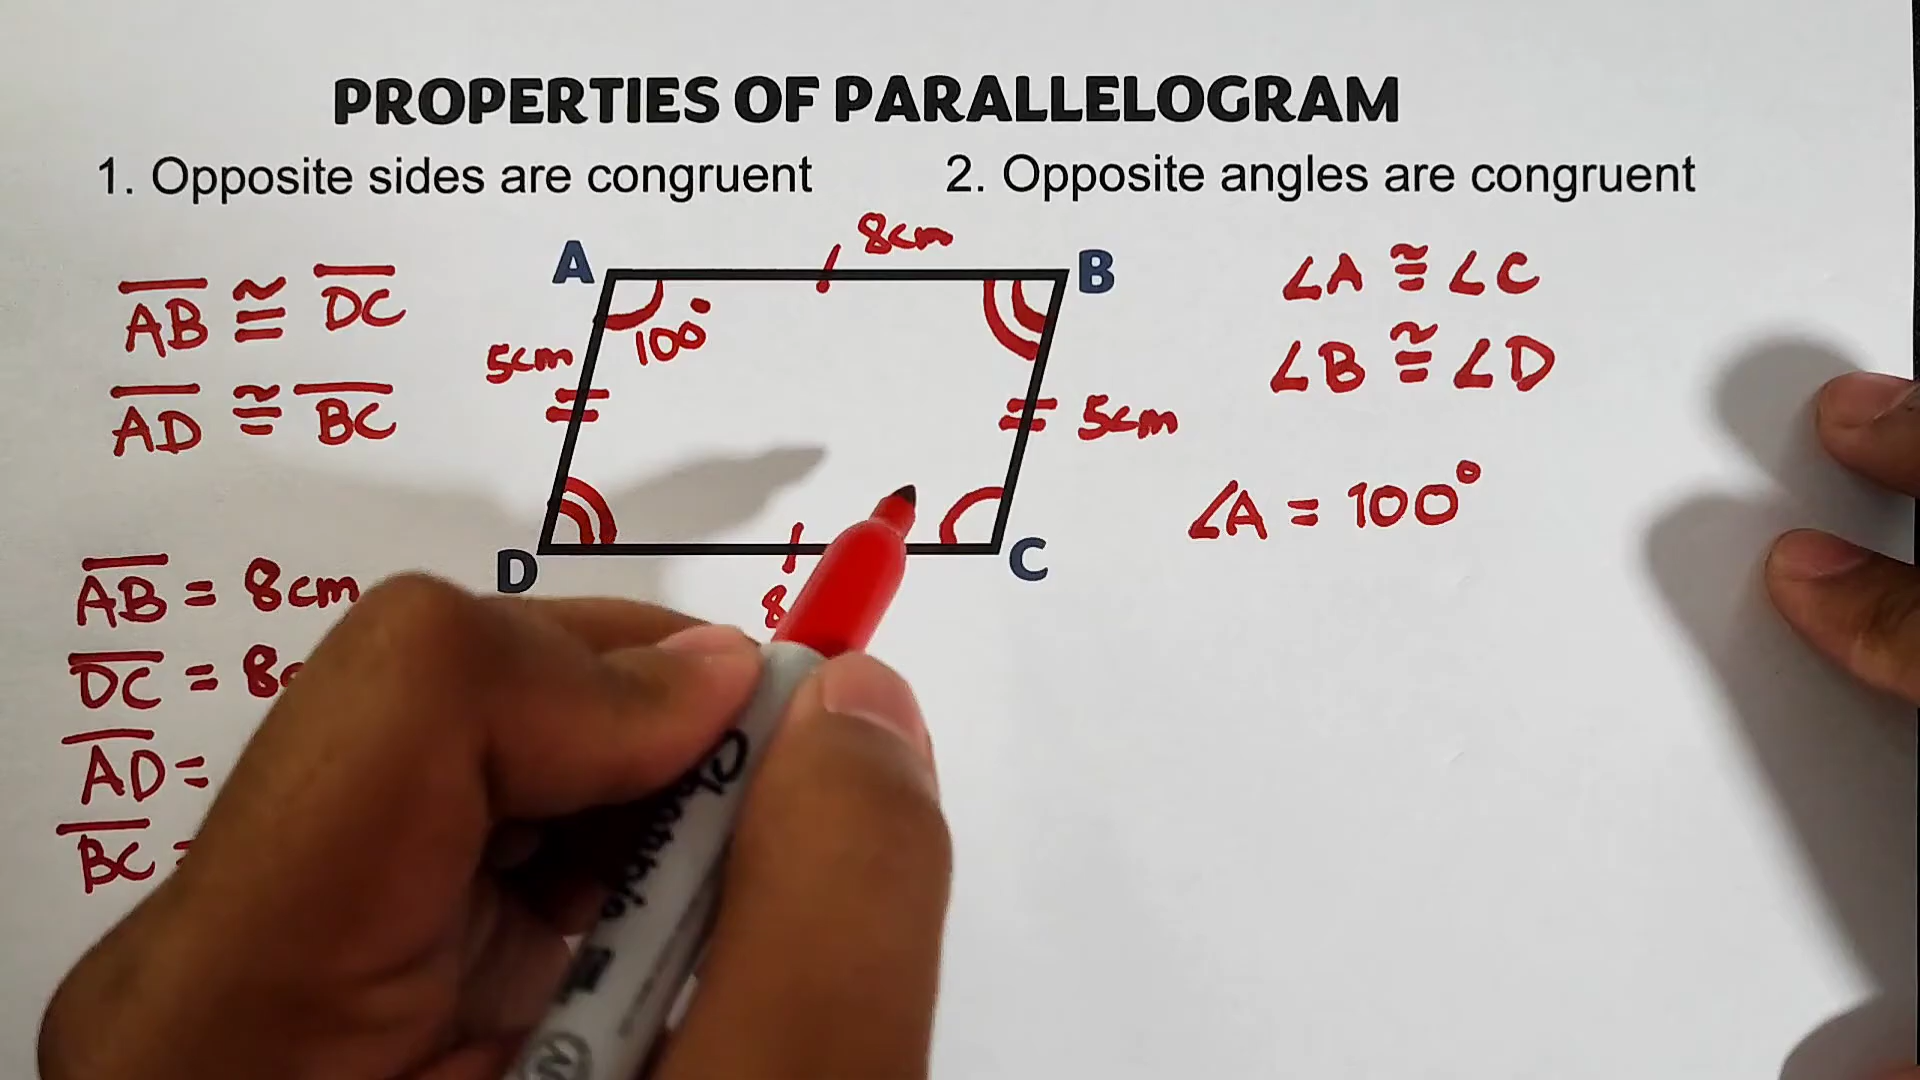 PROPERTIES OF PARALLELOGRAM
1. Opposite sides are congruent
2. Opposite angles are congruent
AB ≅ DC
AD ≅ BC
A
B
C
D
8cm
5cm
100°
5cm
8
∠A ≅ ∠C
∠B ≅ ∠D
∠A = 100°
AB = 8cm
DC = 8c
AD =
BC =